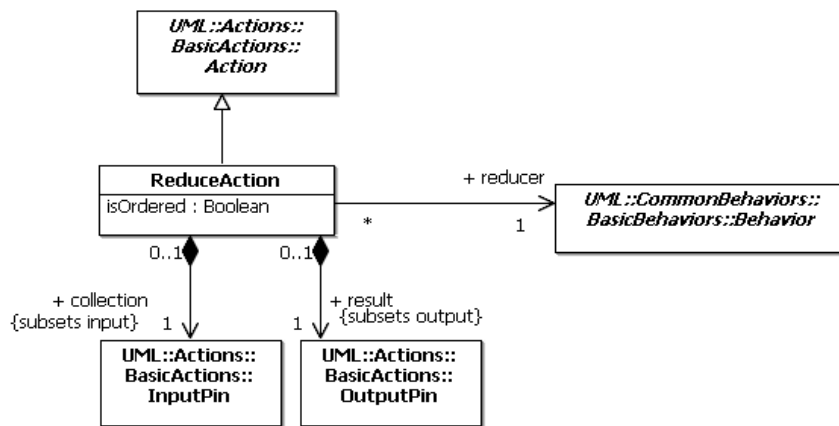 UML::Actions::
BasicActions::
Action
ReduceAction
isOrdered : Boolean
+ reducer
*
1
UML::CommonBehaviors::
BasicBehaviors::Behavior
0..1
0..1
+ collection
{subsets input}
1
+ result
{subsets output}
1
UML::Actions::
BasicActions::
InputPin
UML::Actions::
BasicActions::
OutputPin